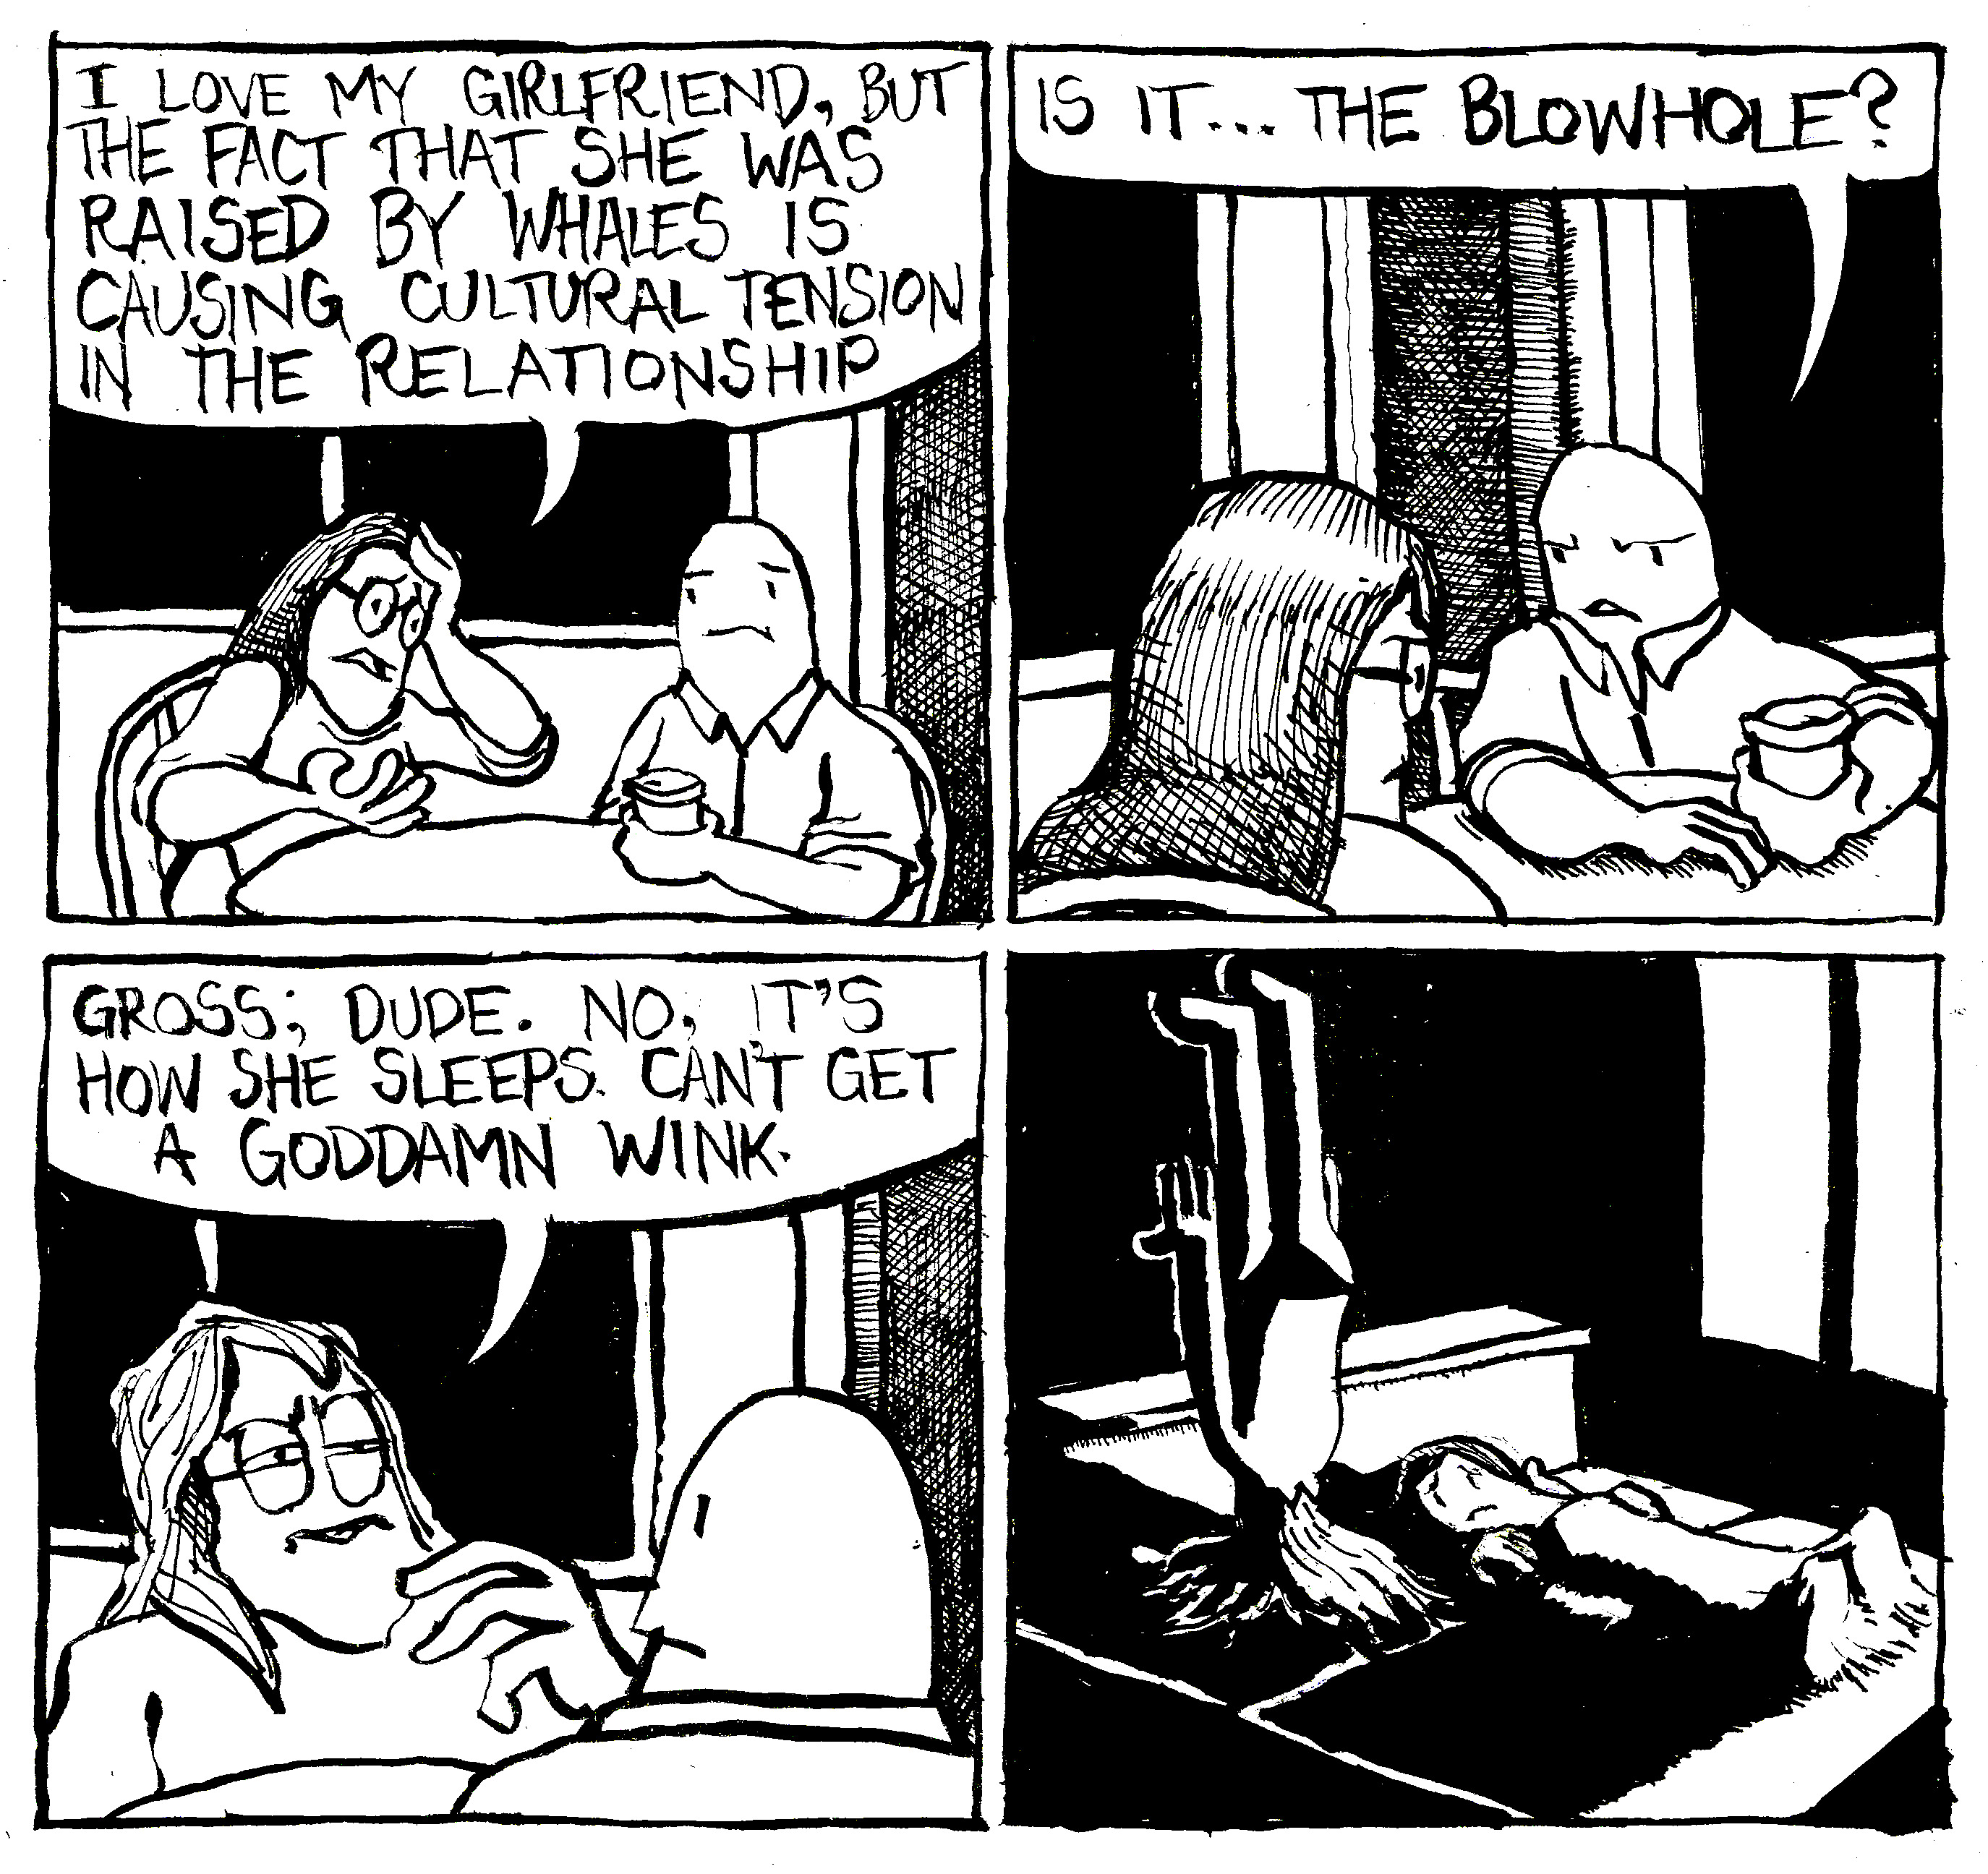 I LOVE MY GIRLFRIEND, BUT
THE FACT THAT SHE WAS
RAISED BY WHALES IS
CAUSING CULTURAL TENSION
IN THE RELATIONSHIP
IS IT... THE BLOWHOLE?
GROSS; DUDE. NO, IT'S
HOW SHE SLEEPS. CAN'T GET
A GODDAMN WINK.